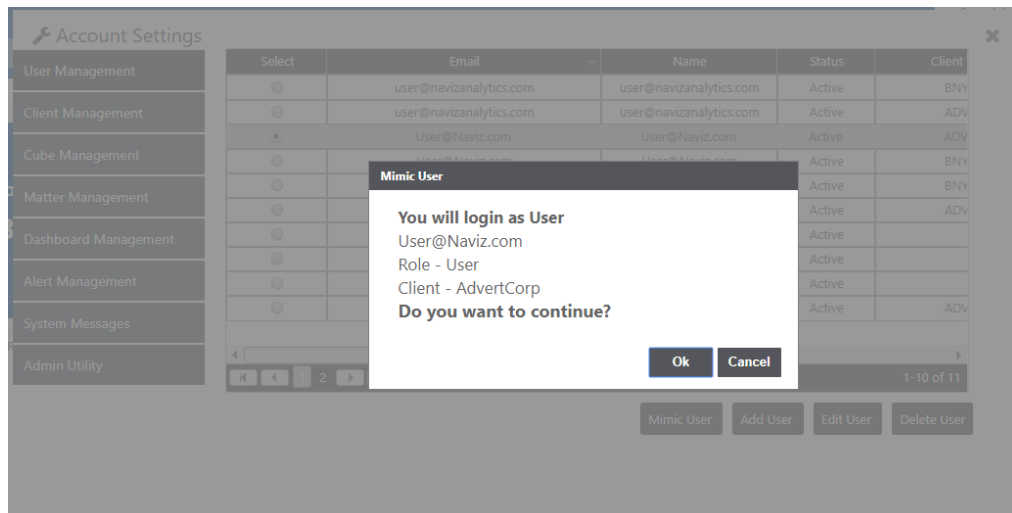 Account Settings
User Management
Client Management
Cube Management
Matter Management
Dashboard Management
Alert Management
System Messages
Admin Utility
Select Email Name Status Client
user@navizanalytics.com user@navizanalytics.com Active BNY
user@navizanalytics.com user@navizanalytics.com Active ADV
User@Naviz.com User@Naviz.com Active ADV
Active BNY
Active BNY
Active ADV
Active
Active
Active
Active ADV
Mimic User
You will login as User
User@Naviz.com
Role - User
Client - AdvertCorp
Do you want to continue?
Ok Cancel
1 2 1-10 of 11
Mimic User Add User Edit User Delete User